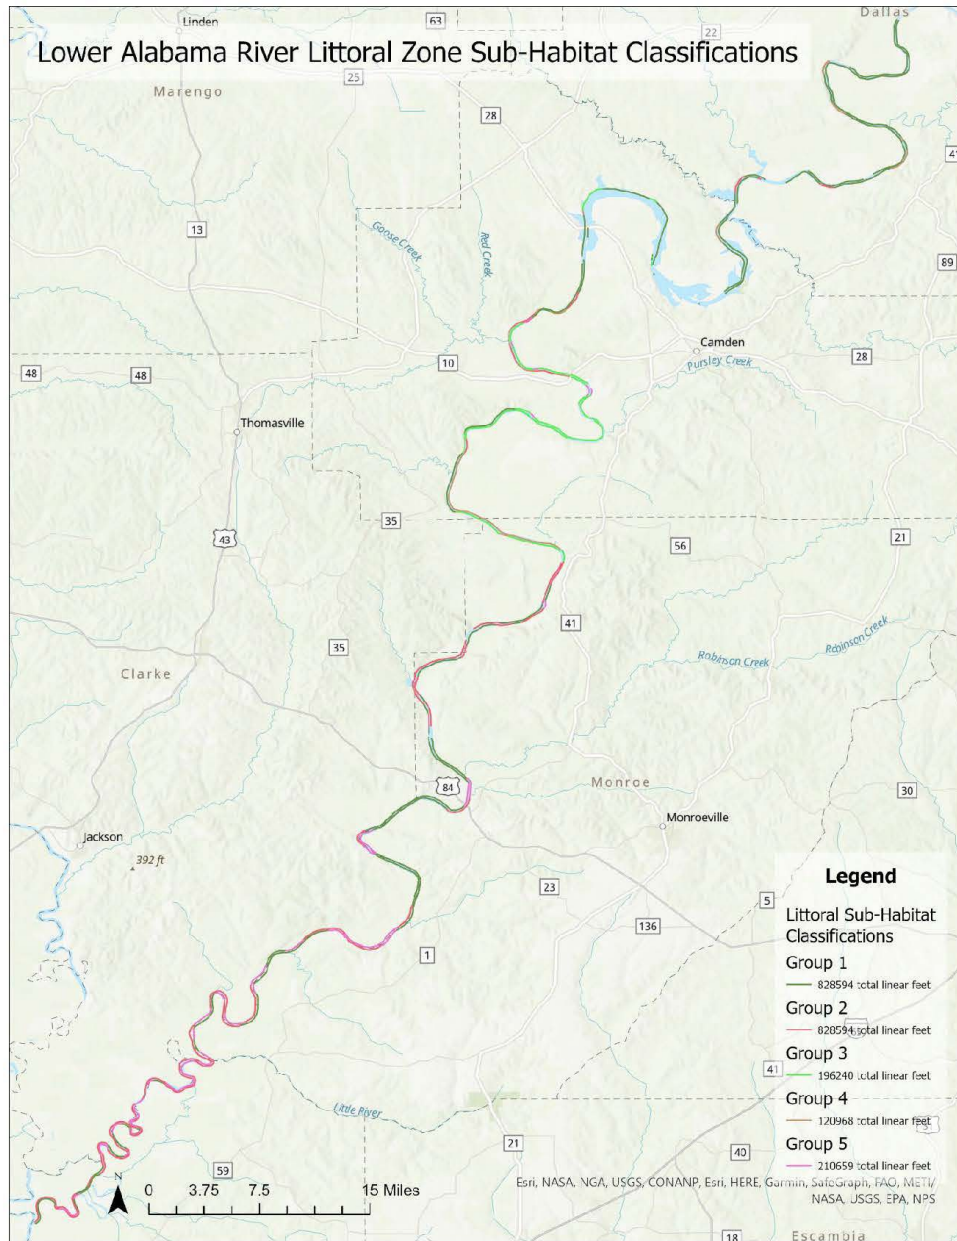 Dallas
Linden
63
22
Lower Alabama River Littoral Zone Sub-Habitat Classifications
25
Marengo
28
41
13
Goose Creek
Red Creek
89
Camden
28
10
Pursley Creek
48
48
Thomasville
35
43
56
21
41
35
Robinson Creek
Robinson Creek
Clarke
84
Monroe
30
Monroeville
Jackson
392 ft
23
5
136
1
Legend
Littoral Sub-Habitat
Classifications
Group 1
828594 total linear feet
Group 2
828594 total linear feet
Group 3
196240 total linear feet
41
Group 4
120968 total linear feet
Little River
21
40
Group 5
210659 total linear feet
59
N
0 3.75 7.5 15 Miles
Esri, NASA, NGA, USGS, CONANP, Esri, HERE, Garmin, SafeGraph, FAO, METI/
NASA, USGS, EPA, NPS
18
Escambia